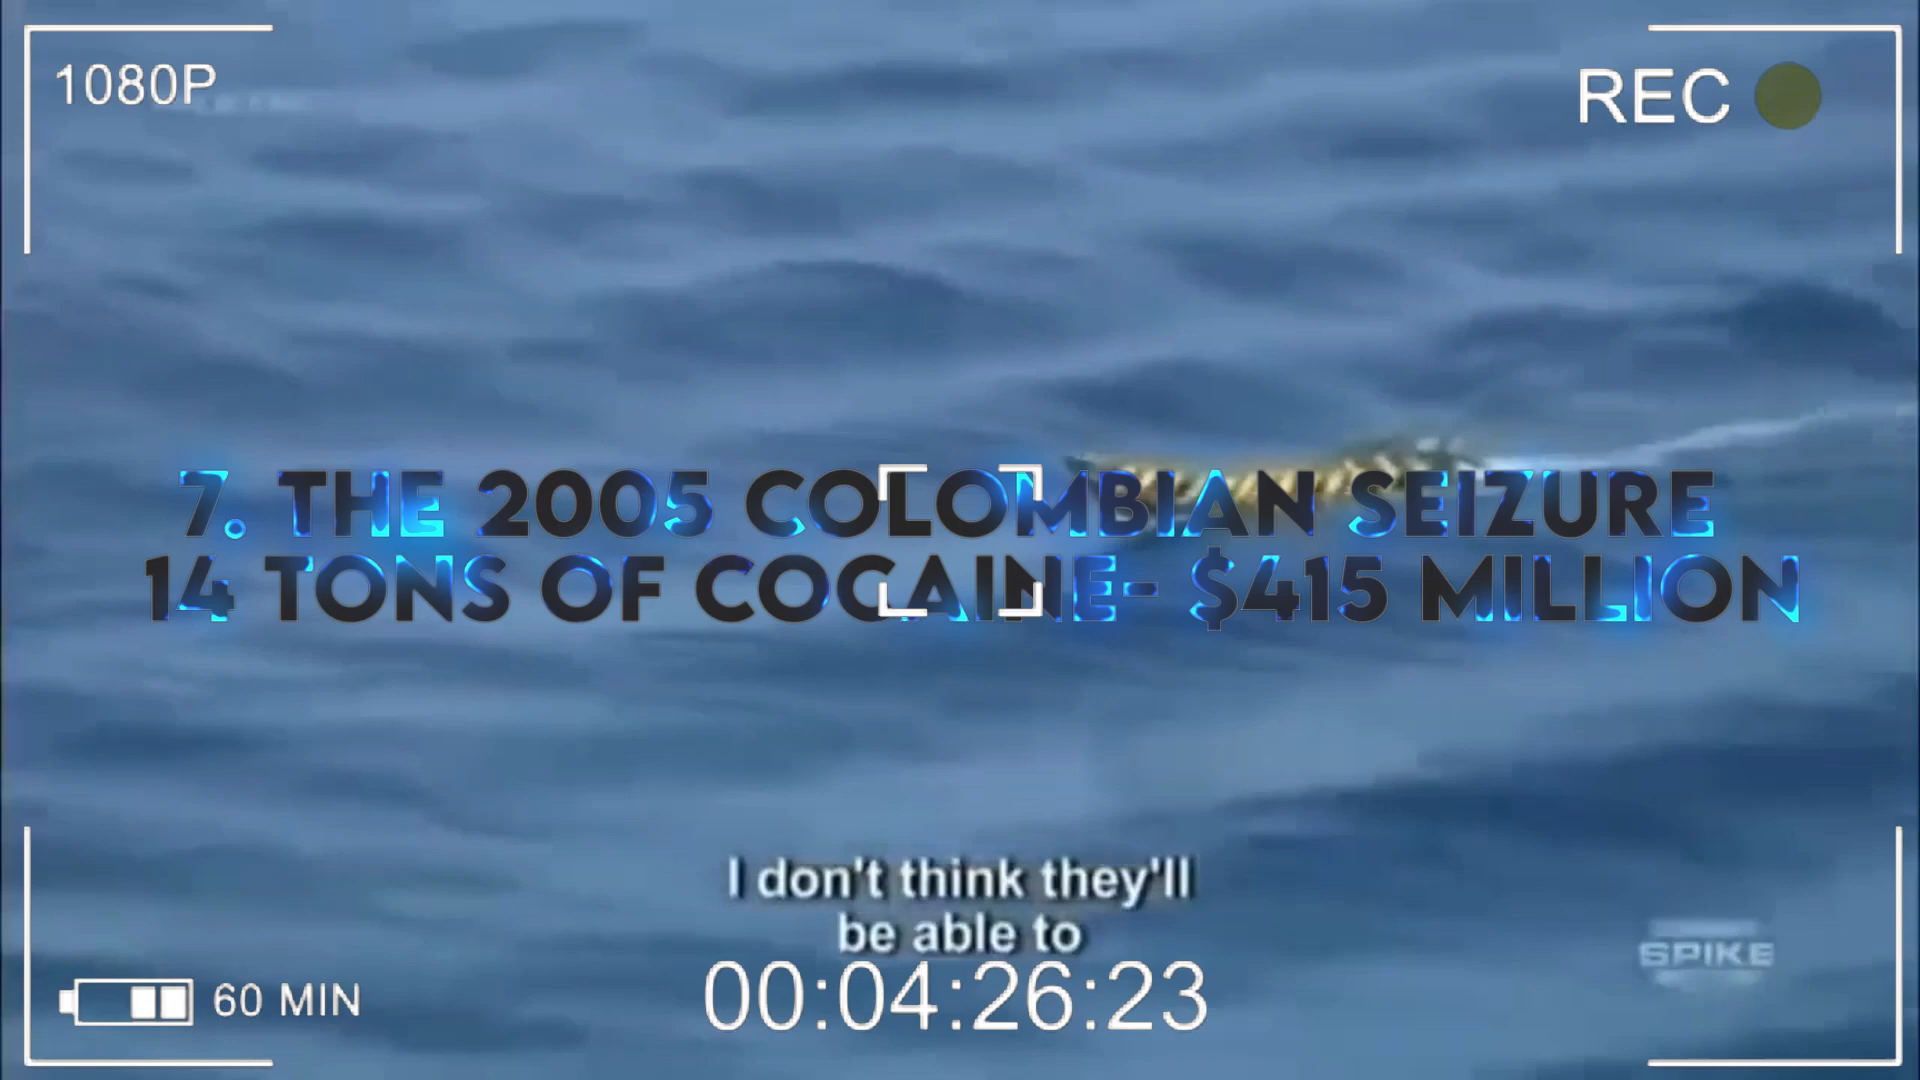 1080P
REC
7. THE 2005 COLOMBIAN SEIZURE
14 TONS OF COCAINE- $415 MILLION
I don't think they'll
be able to
00:04:26:23
60 MIN
SPIKE